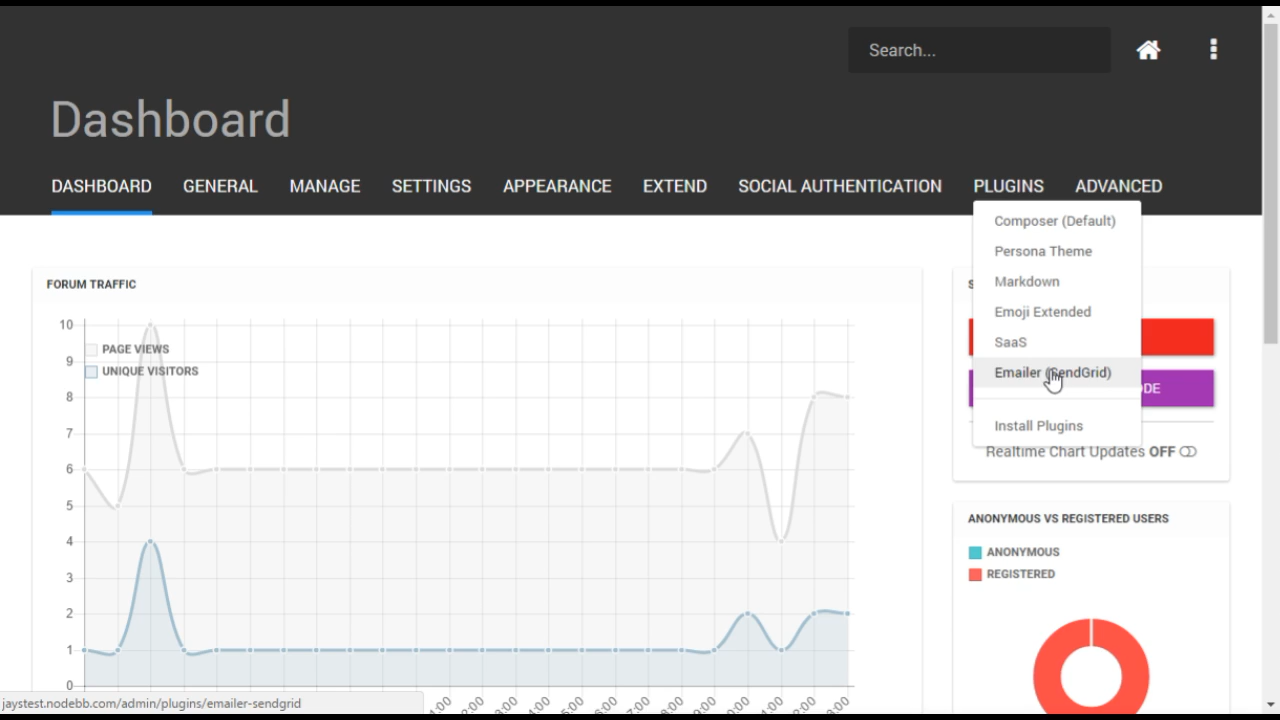 Search...
Dashboard
DASHBOARD GENERAL MANAGE SETTINGS APPEARANCE EXTEND SOCIAL AUTHENTICATION PLUGINS ADVANCED
Composer (Default)
Persona Theme
Markdown
Emoji Extended
SaaS
Emailer (SendGrid)
Install Plugins
FORUM TRAFFIC
10
9
8
7
6
5
4
3
2
1
0
PAGE VIEWS
UNIQUE VISITORS
Realtime Chart Updates OFF
ANONYMOUS VS REGISTERED USERS
ANONYMOUS
REGISTERED
jaystest.nodebb.com/admin/plugins/emailer-sendgrid